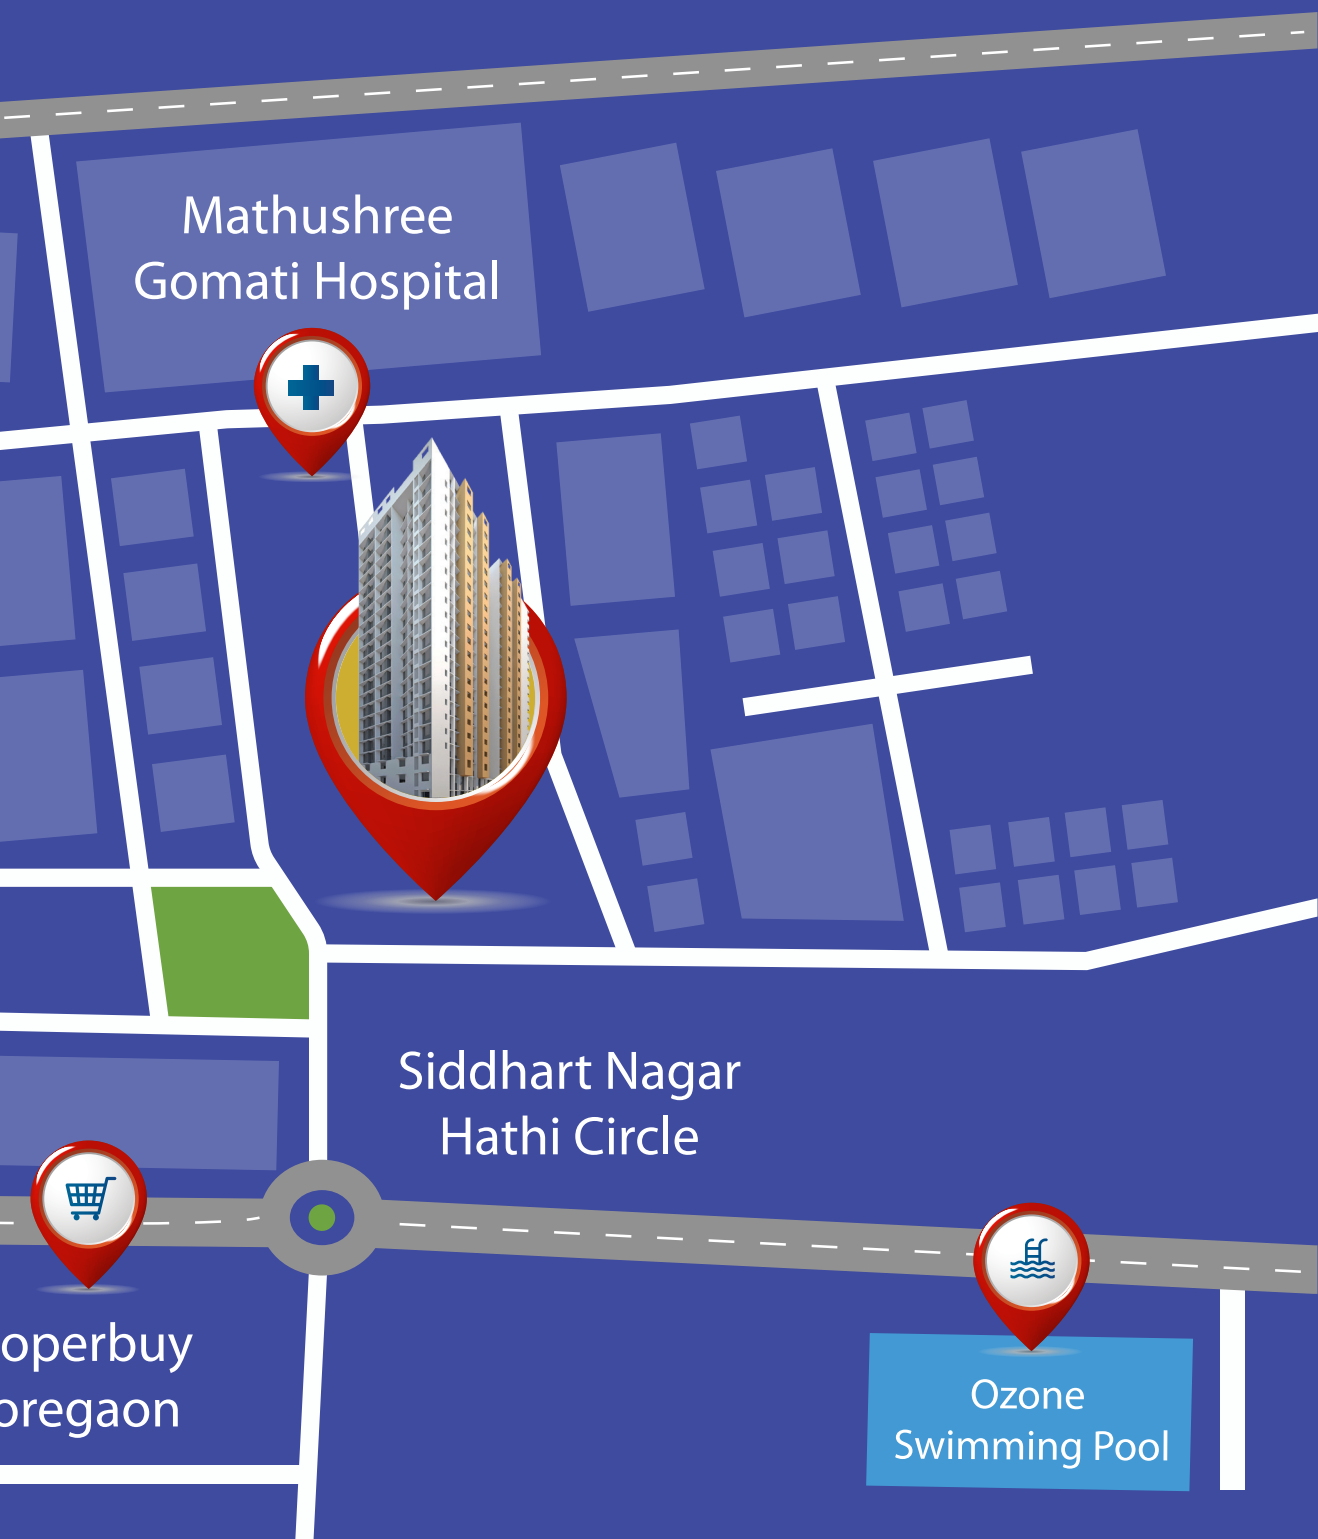 Mathushree
Gomati Hospital
Siddhart Nagar
Hathi Circle
operbuy
oregaon
Ozone
Swimming Pool